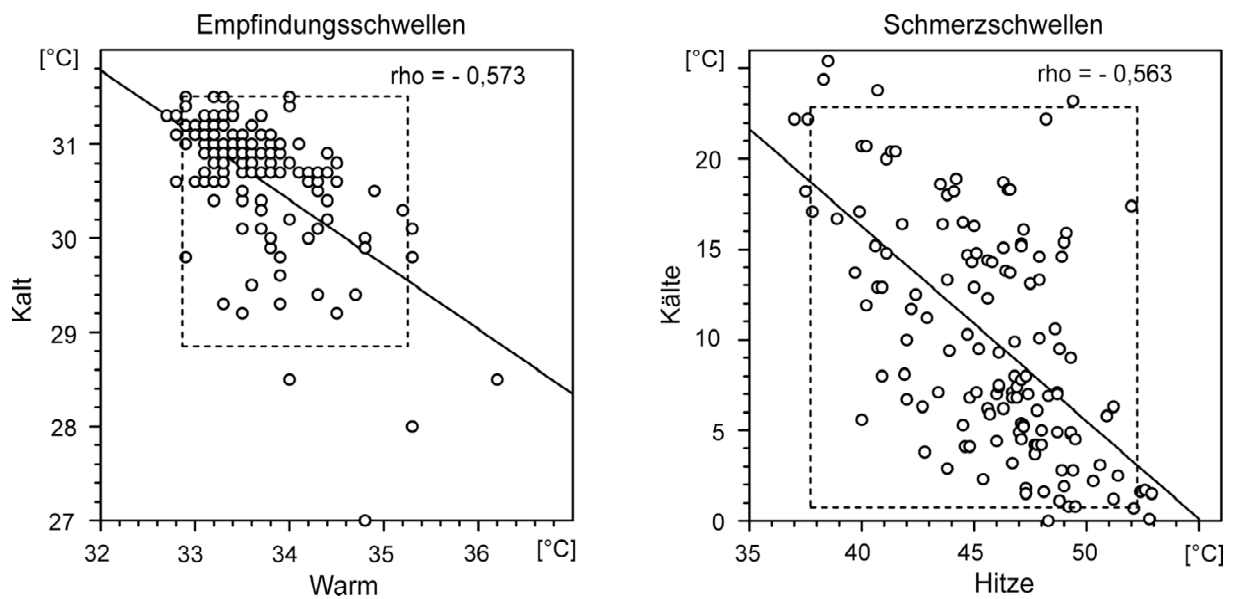 Empfindungsschwellen
[°C]
rho = - 0,573
31
30
29
28
27
Kalt
32 33 34 35 36 [°C]
Warm
Schmerzschwellen
[°C]
rho = - 0,563
20
15
10
5
0
Kälte
35 40 45 50 [°C]
Hitze